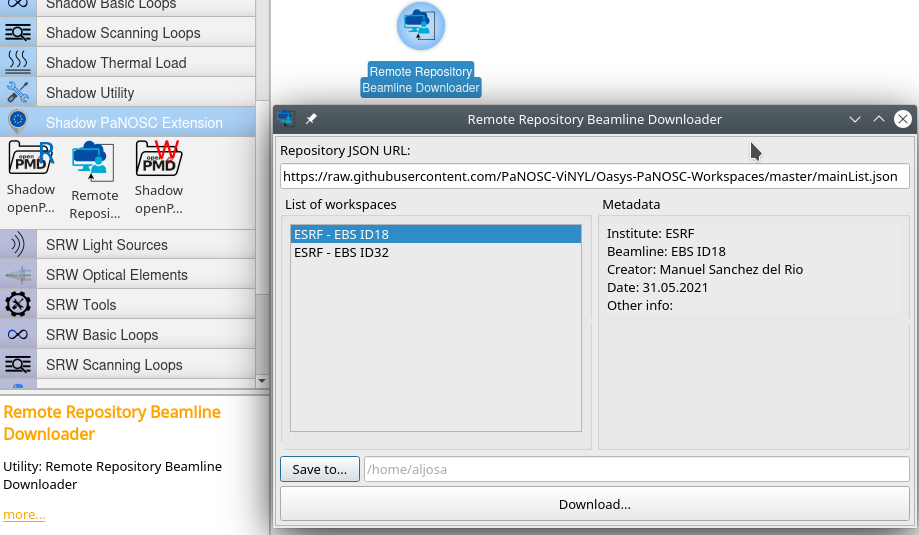 Shadow Basic Loops
Shadow Scanning Loops
Shadow Thermal Load
Shadow Utility
Shadow PaNOSC Extension
open
PMD
R
open
PMD
W
Shadow
openP...
Remote
Reposi...
Shadow
openP...
SRW Light Sources
SRW Optical Elements
SRW Tools
SRW Basic Loops
SRW Scanning Loops
Remote Repository Beamline
Downloader
Utility: Remote Repository Beamline
Downloader
more...
Remote Repository
Beamline Downloader
Remote Repository Beamline Downloader
Repository JSON URL:
https://raw.githubusercontent.com/PaNOSC-ViNYL/Oasys-PaNOSC-Workspaces/master/mainList.json
List of workspaces
ESRF - EBS ID18
ESRF - EBS ID32
Metadata
Institute: ESRF
Beamline: EBS ID18
Creator: Manuel Sanchez del Rio
Date: 31.05.2021
Other info:
Save to...
/home/aljosa
Download...